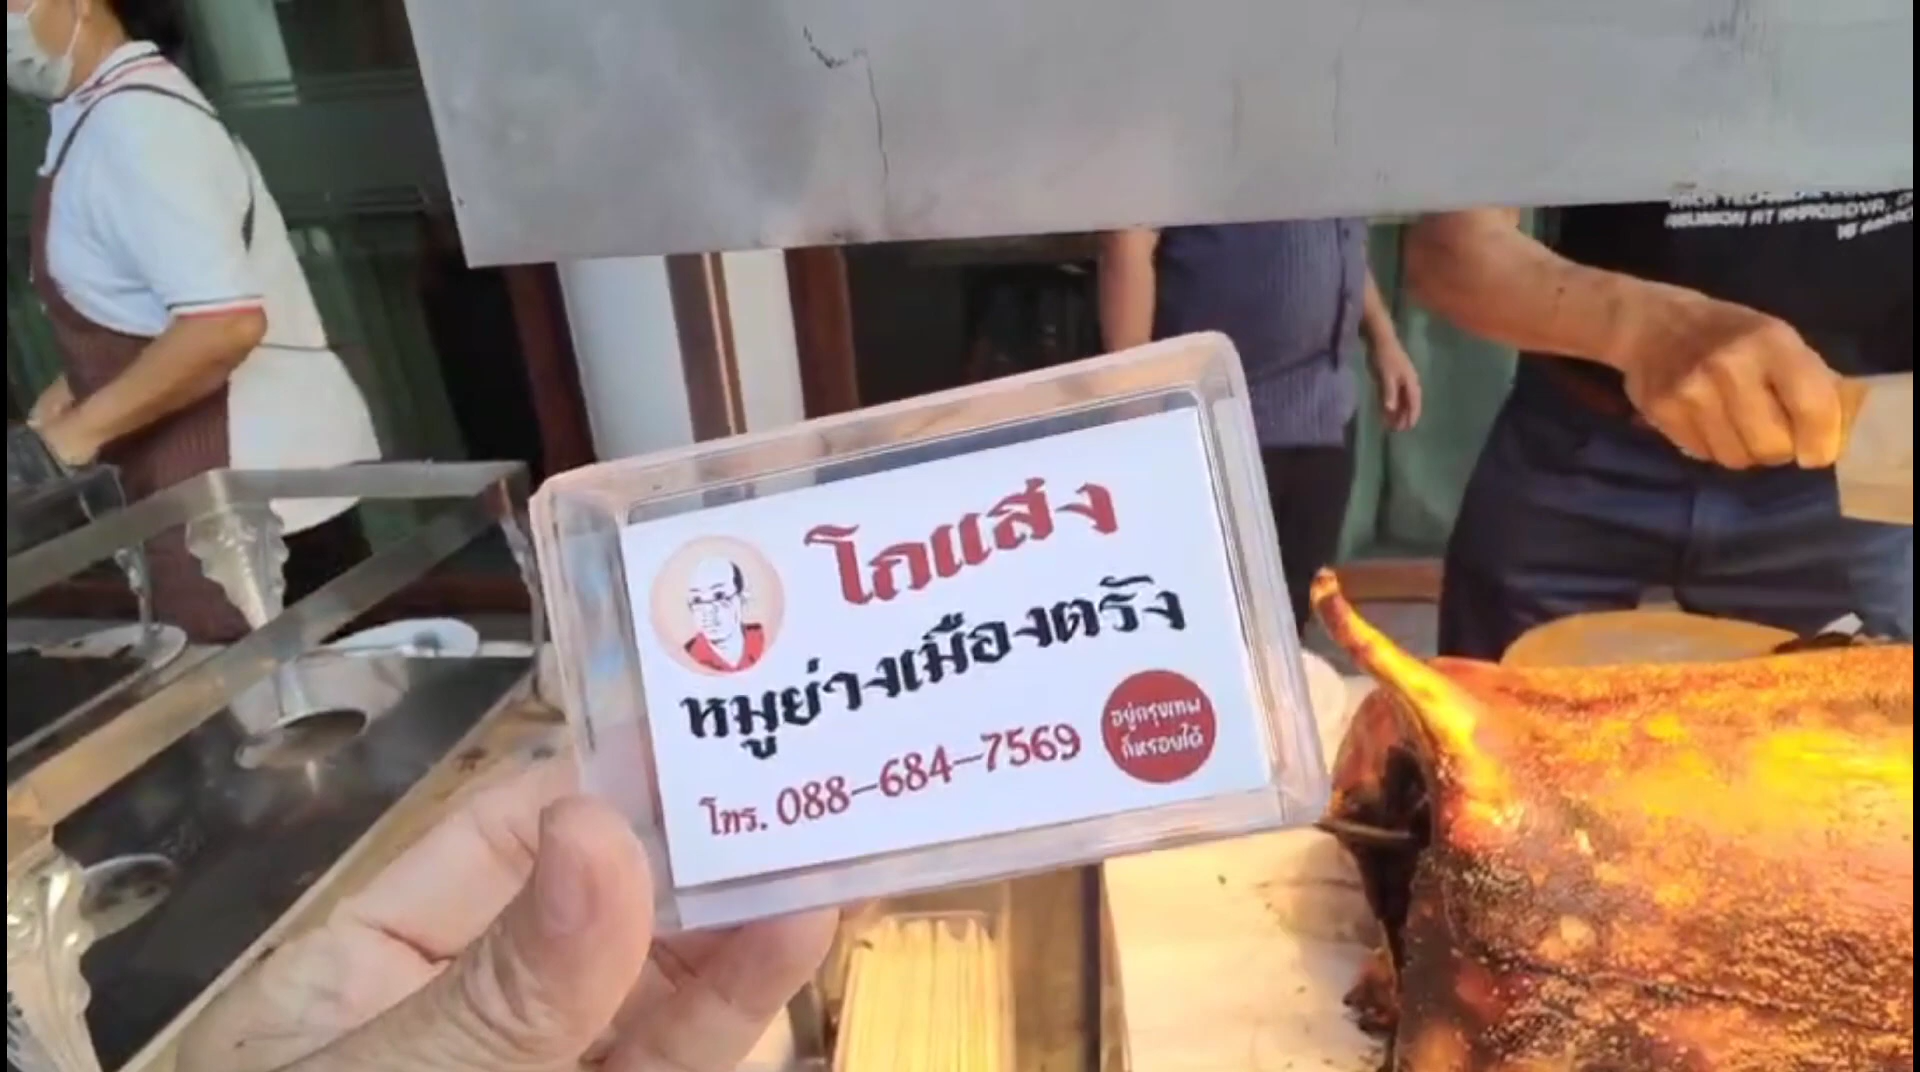 โกแส่ง
หมูย่างเมืองตรัง
โทร. 088-684-7569
อยู่กรุงเทพ
ก็หรอยได้